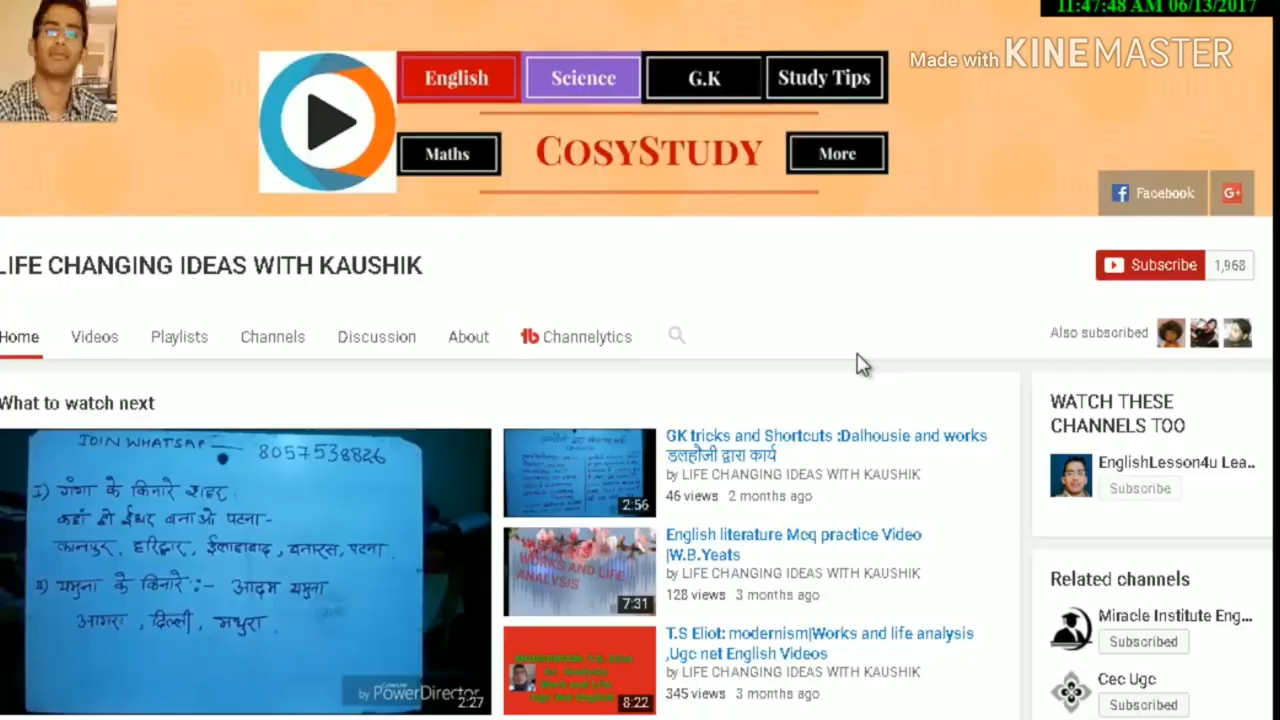 11:47:48 AM 06/13/2017
Made with KINEMASTER
English
Science
G.K
Study Tips
Maths
COSYSTUDY
More
Facebook
G+
LIFE CHANGING IDEAS WITH KAUSHIK
Subscribe 1,968
Home Videos Playlists Channels Discussion About Channelytics
Also subscribed
What to watch next
JOIN WHATSAP — 8057538826
I) गंगा के किनारे शहर
कहां हो ईश्वर बनाओ पटना-
कानपुर, हरिद्वार, ईलाहाबाद, बनारस, पटना.
II) यमुना के किनारे :- आदम यमुना
आगरा, दिल्ली, मथुरा.
by PowerDirector
2:27
2:56
GK tricks and Shortcuts :Dalhousie and works
डलहौजी द्वारा कार्य
by LIFE CHANGING IDEAS WITH KAUSHIK
46 views 2 months ago
WORKS AND LIFE
ANALYSIS
7:31
English literature Mcq practice Video
|W.B.Yeats
by LIFE CHANGING IDEAS WITH KAUSHIK
128 views 3 months ago
8:22
T.S Eliot: modernism|Works and life analysis
,Ugc net English Videos
by LIFE CHANGING IDEAS WITH KAUSHIK
345 views 3 months ago
WATCH THESE
CHANNELS TOO
EnglishLesson4u Lea..
Subscribe
Related channels
Miracle Institute Eng...
Subscribed
Cec Ugc
Subscribed